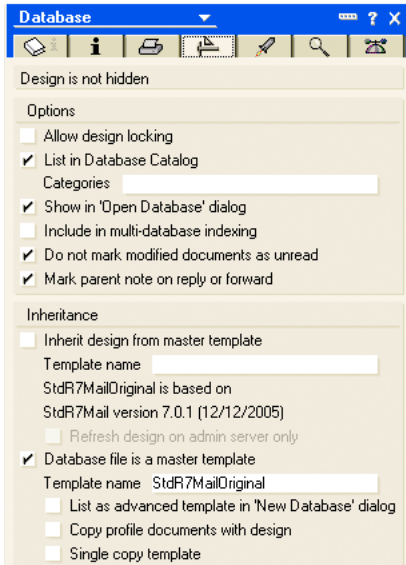 Database
Design is not hidden
Options
Allow design locking
List in Database Catalog
Categories
Show in 'Open Database' dialog
Include in multi-database indexing
Do not mark modified documents as unread
Mark parent note on reply or forward
Inheritance
Inherit design from master template
Template name
StdR7MailOriginal is based on
StdR7Mail version 7.0.1 (12/12/2005)
Refresh design on admin server only
Database file is a master template
Template name StdR7MailOriginal
List as advanced template in 'New Database' dialog
Copy profile documents with design
Single copy template